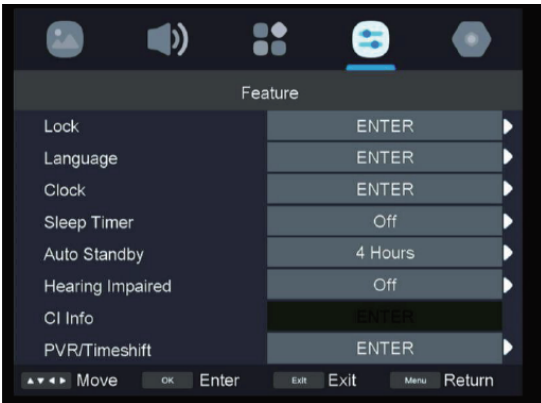 Feature
Lock ENTER
Language ENTER
Clock ENTER
Sleep Timer Off
Auto Standby 4 Hours
Hearing Impaired Off
CI Info ENTER
PVR/Timeshift ENTER
Move OK Enter Exit Exit Menu Return